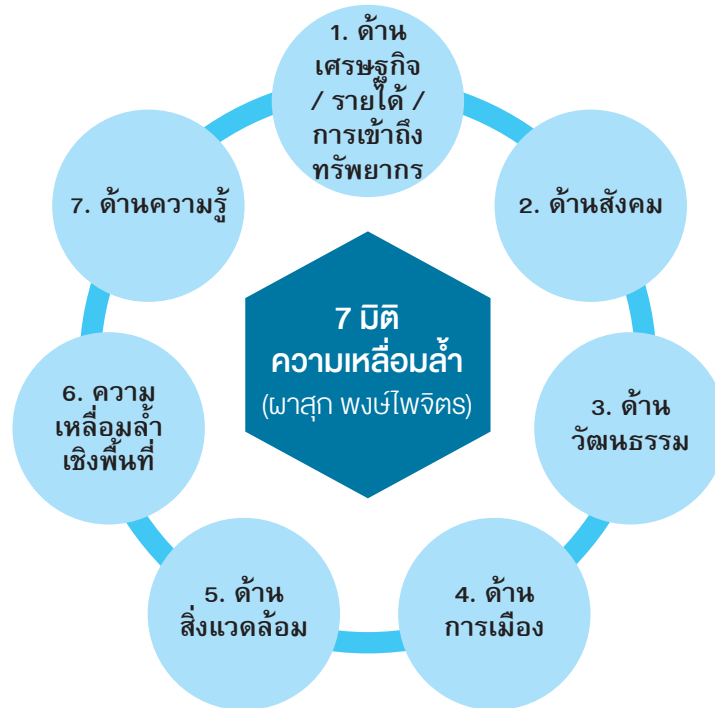 1. ด้าน
เศรษฐกิจ
/ รายได้ /
การเข้าถึง
ทรัพยากร
2. ด้านสังคม
3. ด้าน
วัฒนธรรม
4. ด้าน
การเมือง
5. ด้าน
สิ่งแวดล้อม
6. ความ
เหลื่อมล้ำ
เชิงพื้นที่
7. ด้านความรู้
7 มิติ
ความเหลื่อมล้ำ
(ผาสุก พงษ์ไพจิตร)